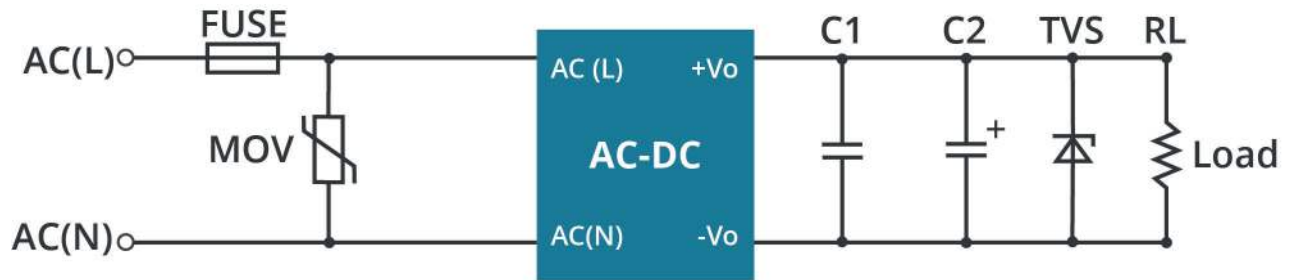 FUSE
C1 C2 TVS RL
AC(L)
AC (L) +Vo
MOV
AC-DC
+
Load
AC(N)
AC(N) -Vo